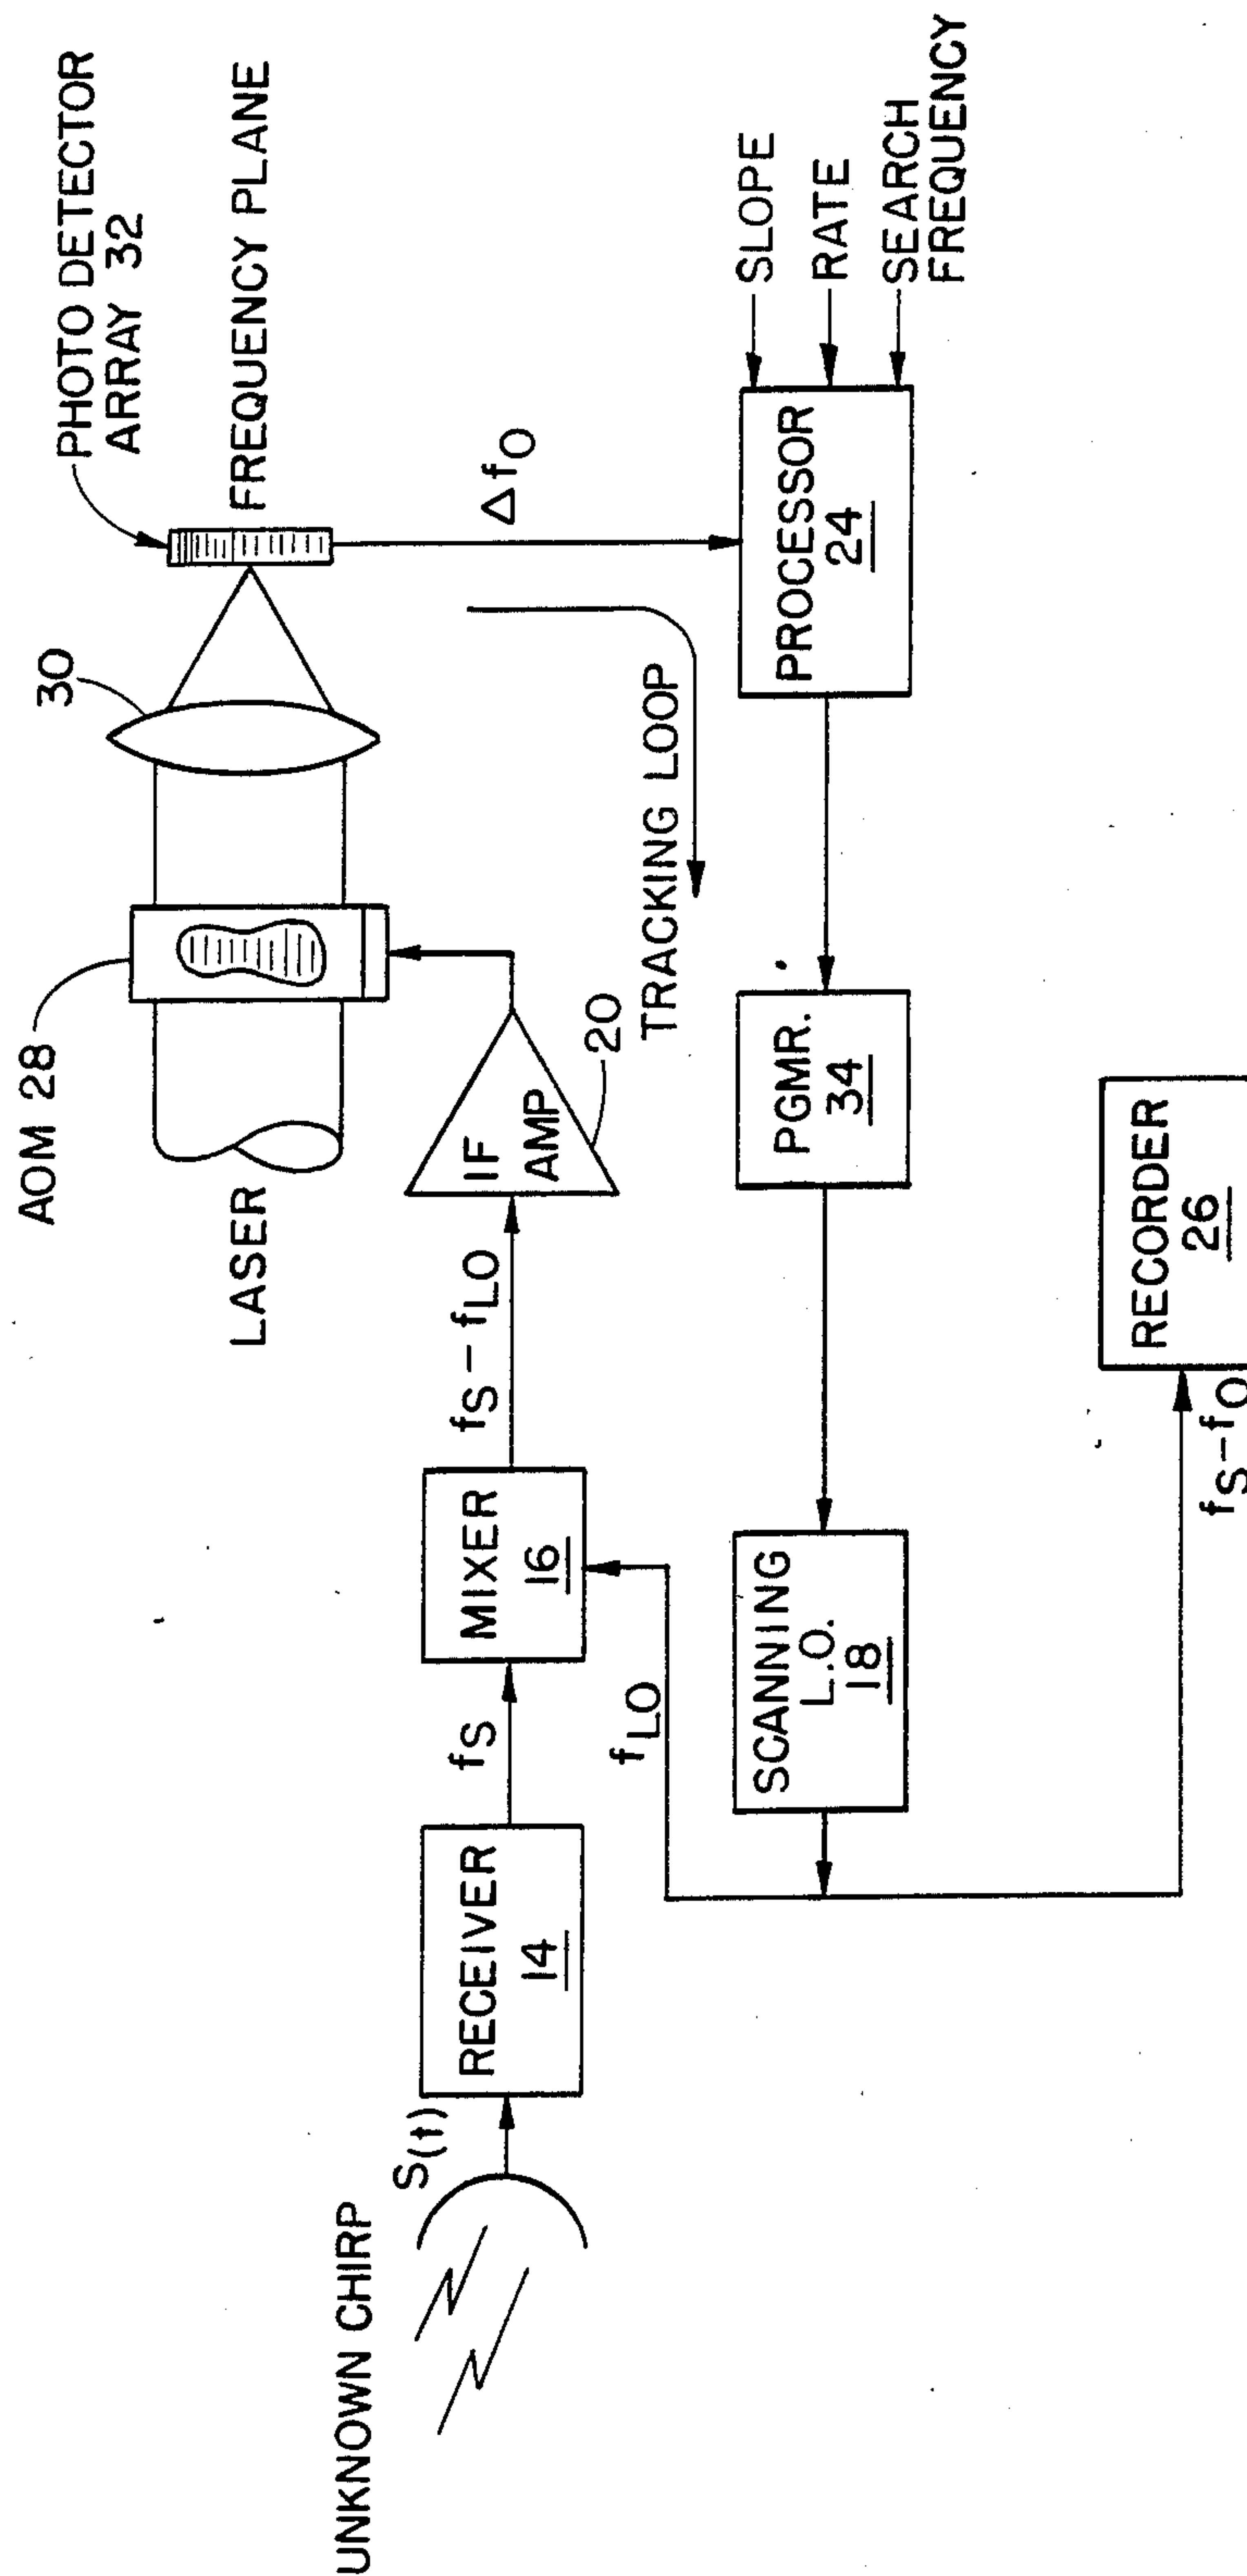 PHOTO DETECTOR
ARRAY 32
FREQUENCY PLANE
30
AOM 28
LASER
IF
AMP
20
fS – fLO
MIXER
16
fS
RECEIVER
14
S(t)
UNKNOWN CHIRP
fLO
ΔfO
TRACKING LOOP
SLOPE
RATE
SEARCH
FREQUENCY
PROCESSOR
24
PGMR.
34
SCANNING
L.O.
18
RECORDER
26
fS–fO